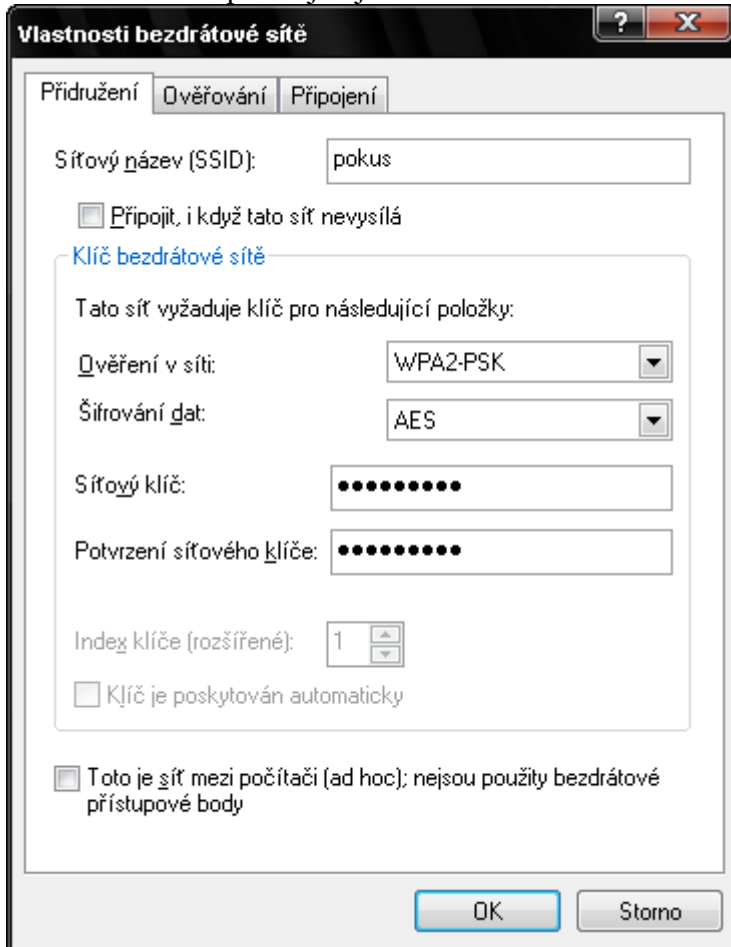 Vlastnosti bezdrátové sítě
?
Přidružení Ověřování Připojení
Síťový název (SSID): pokus
Připojit, i když tato síť nevysílá
Klíč bezdrátové sítě
Tato síť vyžaduje klíč pro následující položky:
Ověření v síti: WPA2-PSK
Šifrování dat: AES
Síťový klíč: •••••••••
Potvrzení síťového klíče: •••••••••
Index klíče (rozšířené): 1
Klíč je poskytován automaticky
Toto je síť mezi počítači (ad hoc); nejsou použity bezdrátové
přístupové body
OK Storno